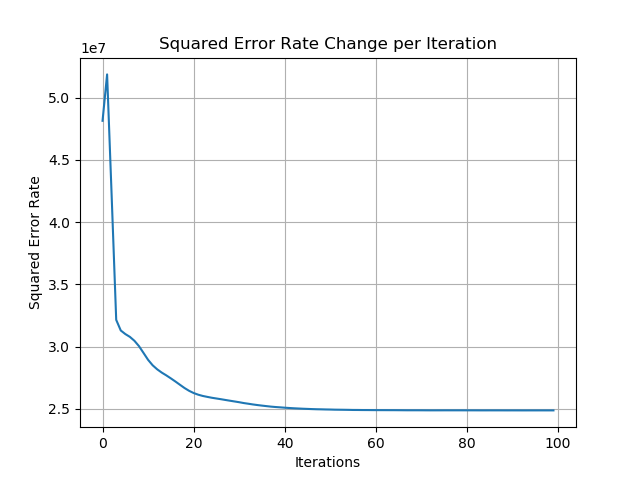 Squared Error Rate Change per Iteration
1e7
5.0
4.5
4.0
3.5
3.0
2.5
Squared Error Rate
0 20 40 60 80 100
Iterations